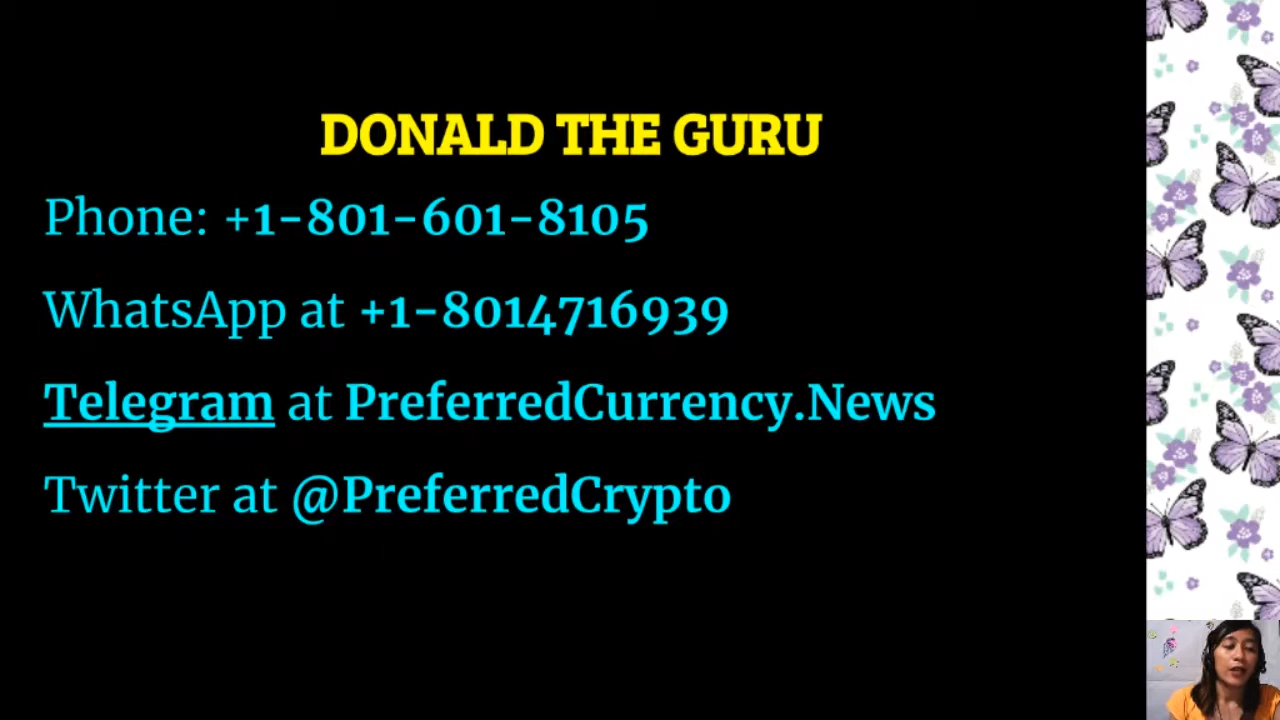 DONALD THE GURU
Phone: +1-801-601-8105
WhatsApp at +1-8014716939
Telegram at PreferredCurrency.News
Twitter at @PreferredCrypto